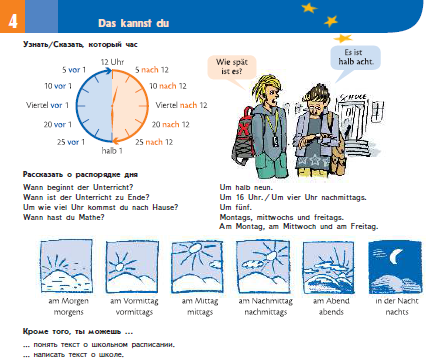 4
Das kannst du
Узнать/Сказать, который час
12 Uhr
5 vor 1
5 nach 12
10 vor 1
10 nach 12
Viertel vor 1
Viertel nach 12
20 vor 1
20 nach 12
25 vor 1
25 nach 12
halb 1
Wie spät
ist es?
Es ist
halb acht.
SCHULE
Рассказать о распорядке дня
Wann beginnt der Unterricht?
Um halb neun.
Wann ist der Unterricht zu Ende?
Um 16 Uhr. / Um vier Uhr nachmittags.
Um wie viel Uhr kommst du nach Hause?
Um fünf.
Wann hast du Mathe?
Montags, mittwochs und freitags.
Am Montag, am Mittwoch und am Freitag.
am Morgen
morgens
am Vormittag
vormittags
am Mittag
mittags
am Nachmittag
nachmittags
am Abend
abends
in der Nacht
nachts
Кроме того, ты можешь ...
... понять текст о школьном расписании.
... написать текст о школе.